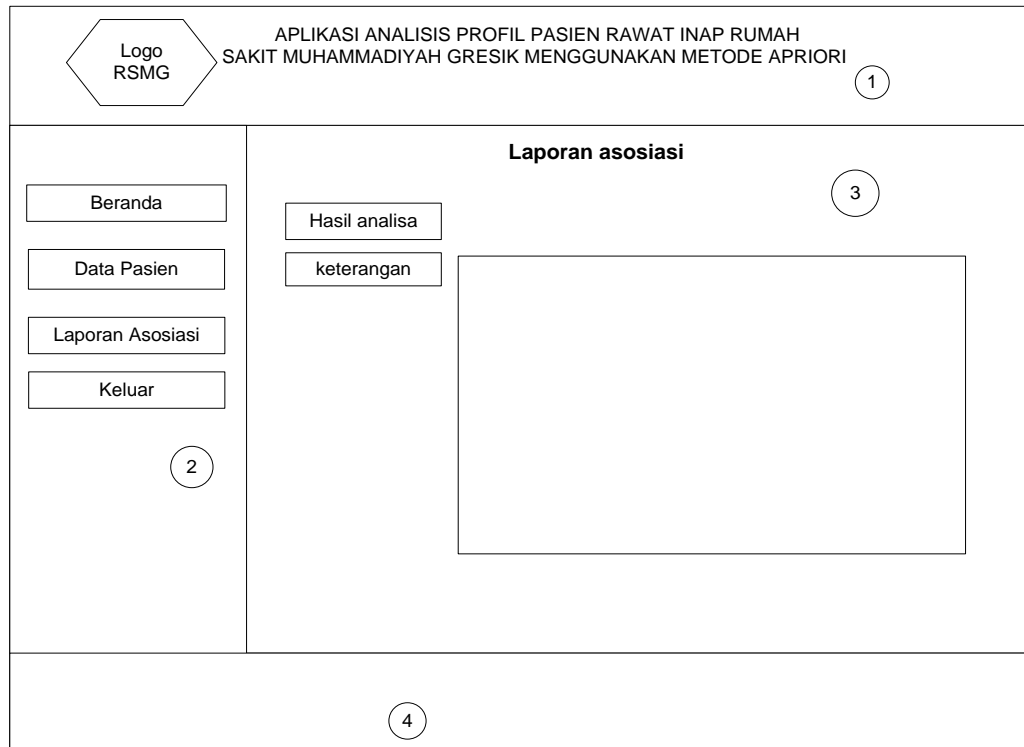 Logo
RSMG
APLIKASI ANALISIS PROFIL PASIEN RAWAT INAP RUMAH
SAKIT MUHAMMADIYAH GRESIK MENGGUNAKAN METODE APRIORI
1
Beranda
Data Pasien
Laporan Asosiasi
Keluar
2
Laporan asosiasi
3
Hasil analisa
keterangan
4